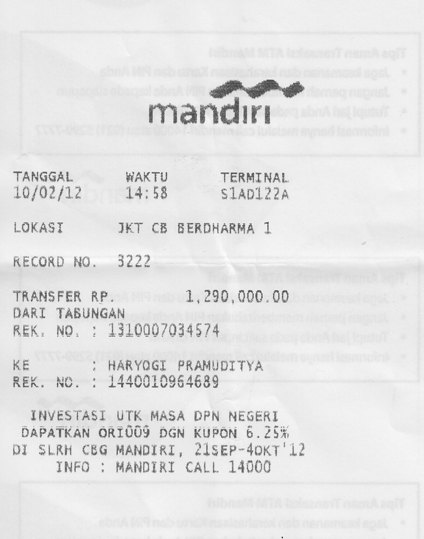 mandiri
TANGGAL WAKTU TERMINAL
10/02/12 14:58 S1AD122A
LOKASI JKT CB BERDHARMA 1
RECORD NO. 3222
TRANSFER RP. 1,290,000.00
DARI TABUNGAN
REK. NO. : 1310007034574
KE : HARYOGI PRAMUDITYA
REK. NO. : 1440010964689
INVESTASI UTK MASA DPN NEGERI
DAPATKAN ORI009 DGN KUPON 6.25%
DI SLRH CBG MANDIRI, 21SEP-4OKT'12
INFO : MANDIRI CALL 14000